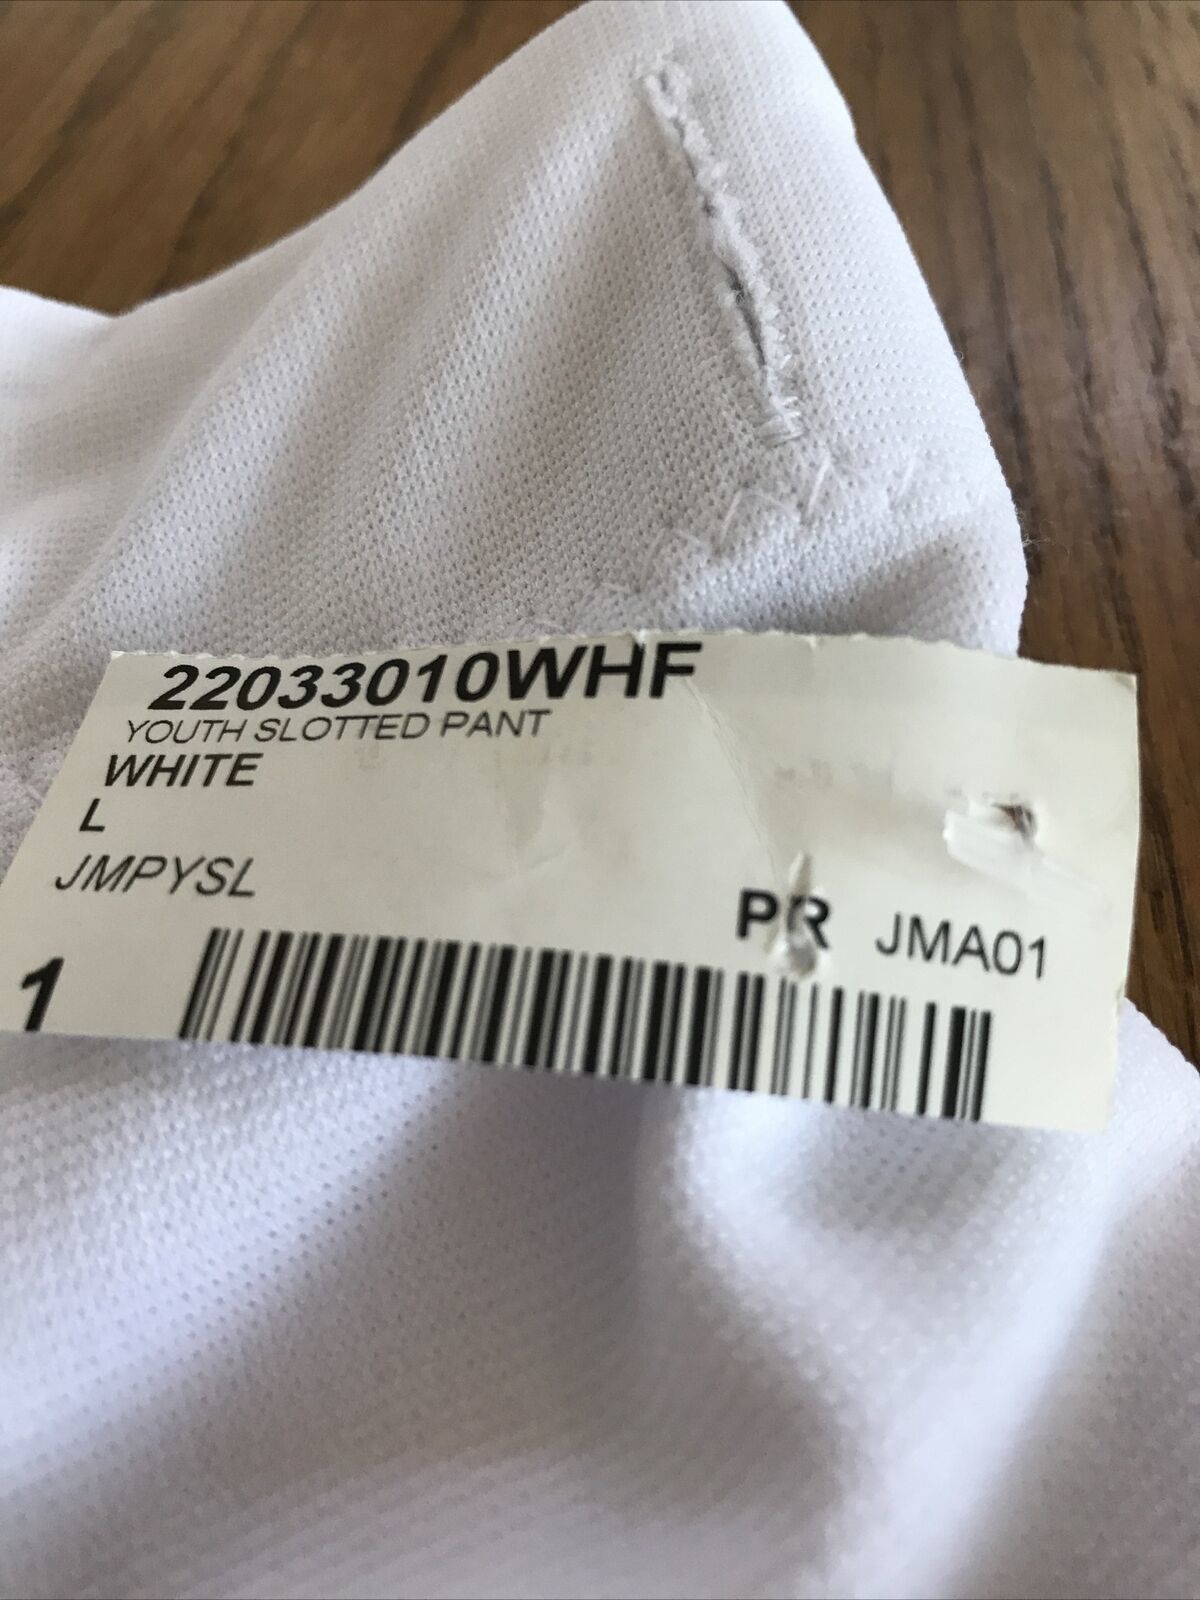 22033010WHF
YOUTH SLOTTED PANT
WHITE
L
JMPYSL
PR JMA01
1